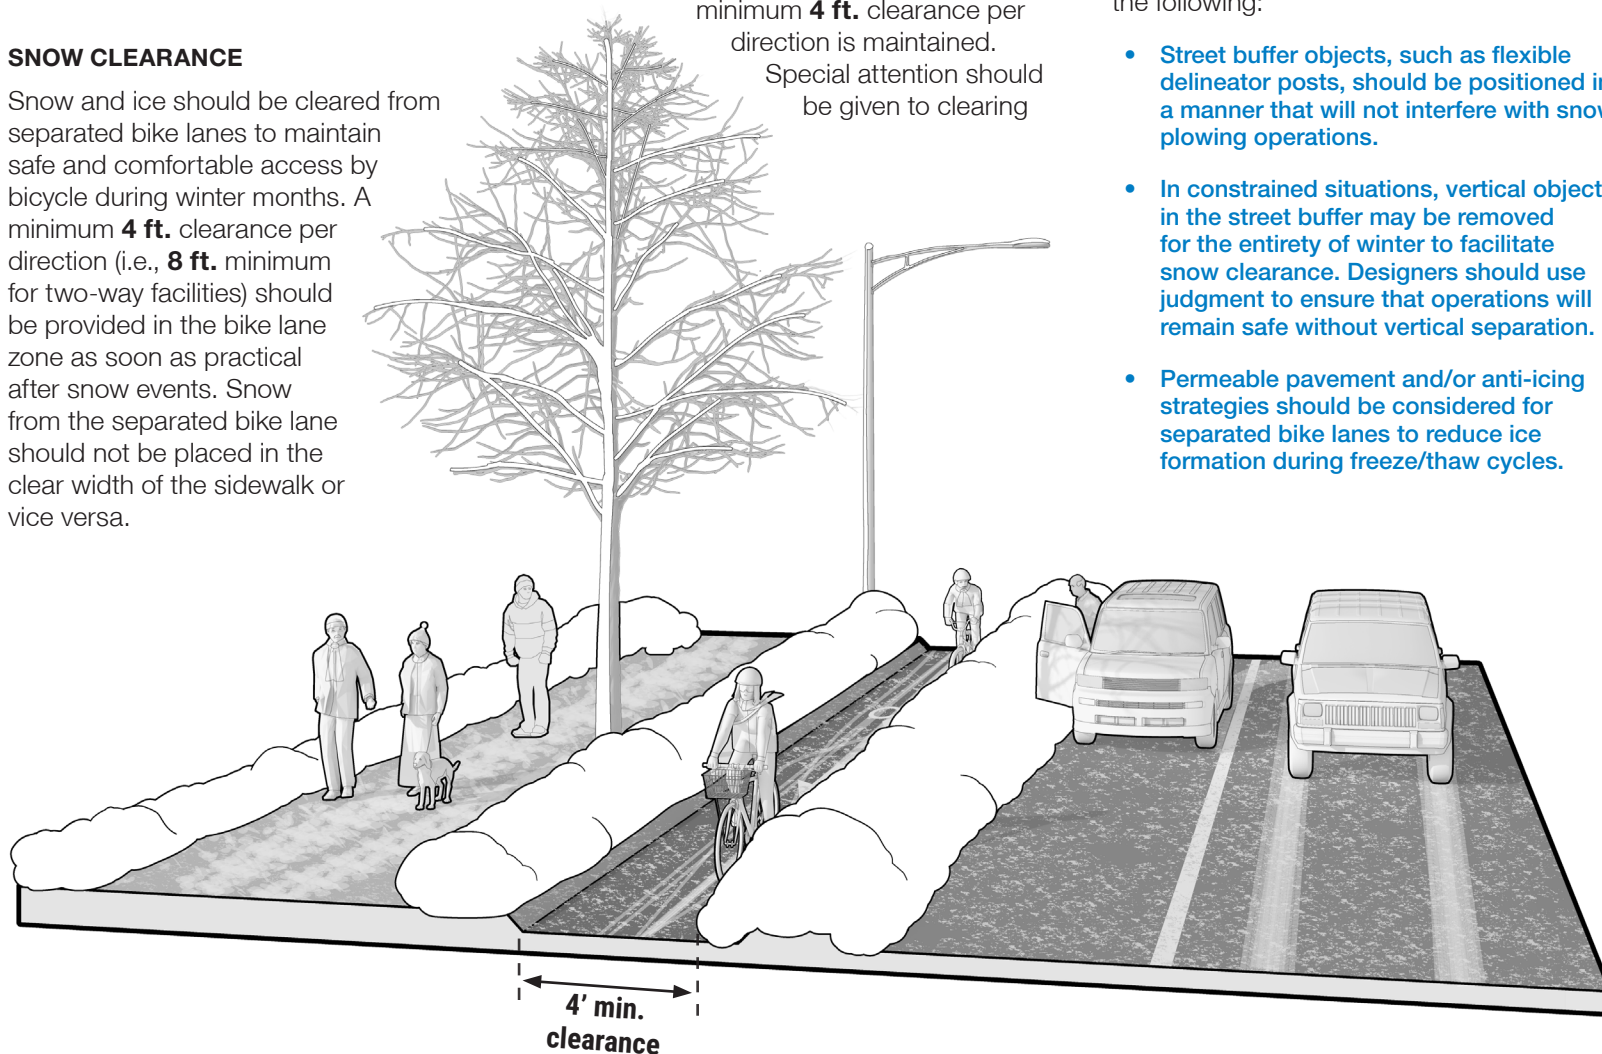 SNOW CLEARANCE
Snow and ice should be cleared from
separated bike lanes to maintain
safe and comfortable access by
bicycle during winter months. A
minimum 4 ft. clearance per
direction (i.e., 8 ft. minimum
for two-way facilities) should
be provided in the bike lane
zone as soon as practical
after snow events. Snow
from the separated bike lane
should not be placed in the
clear width of the sidewalk or
vice versa.
minimum 4 ft. clearance per
direction is maintained.
Special attention should
be given to clearing
the following:
• Street buffer objects, such as flexible
delineator posts, should be positioned in
a manner that will not interfere with snow
plowing operations.
• In constrained situations, vertical object
in the street buffer may be removed
for the entirety of winter to facilitate
snow clearance. Designers should use
judgment to ensure that operations will
remain safe without vertical separation.
• Permeable pavement and/or anti-icing
strategies should be considered for
separated bike lanes to reduce ice
formation during freeze/thaw cycles.
4’ min.
clearance